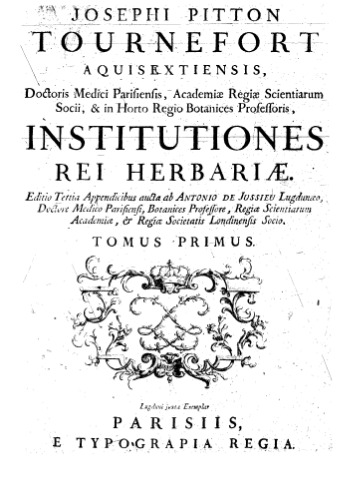 JOSEPHI PITTON
TOURNEFORT
AQUISEXTIENSIS,
Doctoris Medici Parisiensis, Academiæ Regiæ Scientiarum
Socii, & in Horto Regio Botanices Professoris,
INSTITUTIONES
REI HERBARIÆ.
Editio Tertia Appendicibus aucta ab ANTONIO DE JUSSIEU Lugdunæo,
Doctore Medico Parisiensi, Botanices Professore, Regiæ Scientiarum
Academiæ, & Regiæ Societatis Londinensis Socio.
TOMUS PRIMUS.
Lugduni juxta Exemplar
PARISIIS,
E TYPOGRAPIA REGIA.